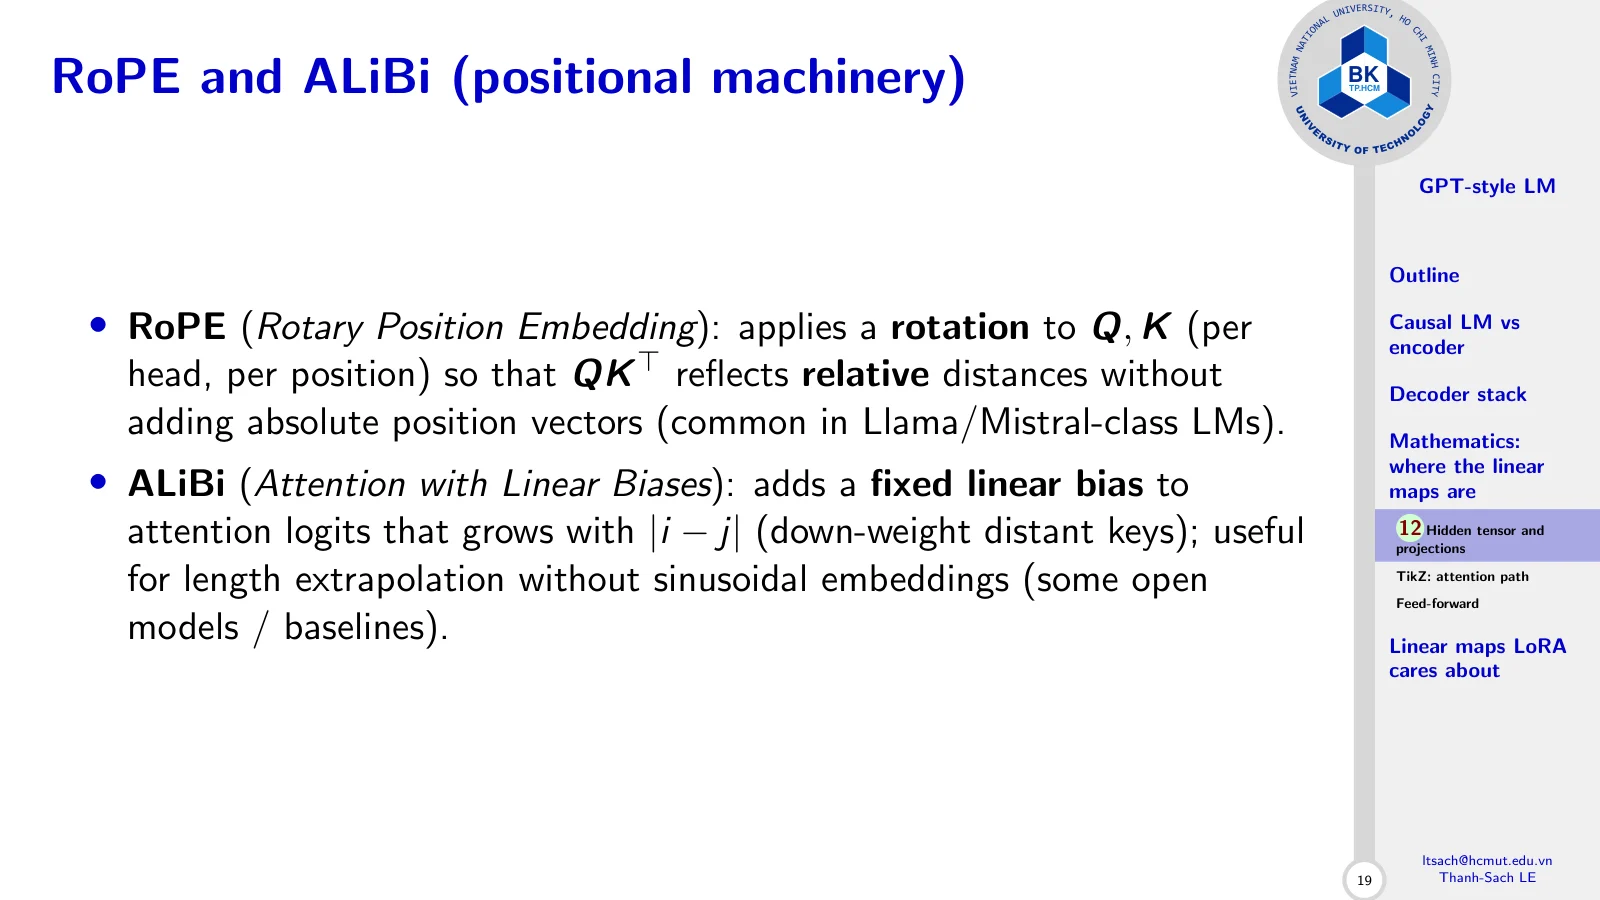 RoPE and ALiBi (positional machinery)
• RoPE (Rotary Position Embedding): applies a rotation to Q, K (per
head, per position) so that QK⊤ reflects relative distances without
adding absolute position vectors (common in Llama/Mistral-class LMs).
• ALiBi (Attention with Linear Biases): adds a fixed linear bias to
attention logits that grows with |i − j| (down-weight distant keys); useful
for length extrapolation without sinusoidal embeddings (some open
models / baselines).
VIETNAM NATIONAL UNIVERSITY, HO CHI MINH CITY
BK
TP.HCM
UNIVERSITY OF TECHNOLOGY
GPT-style LM
Outline
Causal LM vs
encoder
Decoder stack
Mathematics:
where the linear
maps are
12 Hidden tensor and
projections
TikZ: attention path
Feed-forward
Linear maps LoRA
cares about
ltsach@hcmut.edu.vn
Thanh-Sach LE
19